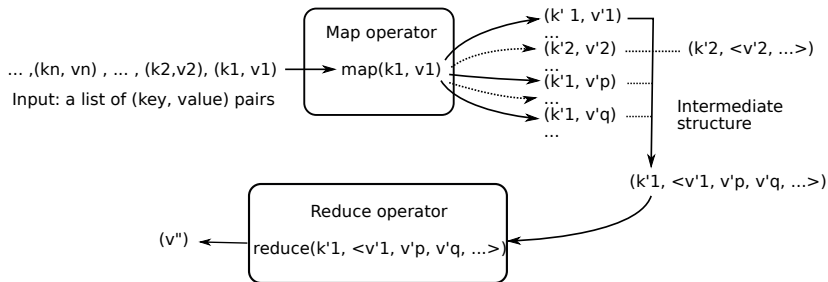 Map operator
map(k1, v1)
... ,(kn, vn) , ... , (k2,v2), (k1, v1)
Input: a list of (key, value) pairs
(k' 1, v'1)
...
(k'2, v'2)
...
(k'1, v'p)
...
(k'1, v'q)
...
(k'2, <v'2, ...>)
Intermediate
structure
(k'1, <v'1, v'p, v'q, ...>)
Reduce operator
reduce(k'1, <v'1, v'p, v'q, ...>)
(v")